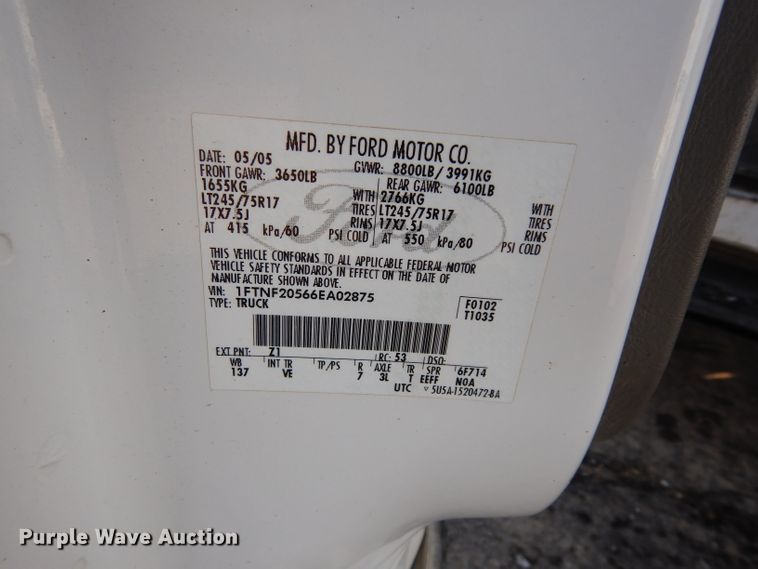 MFD. BY FORD MOTOR CO.
DATE: 05/05 GVWR: 8800LB/ 3991KG
FRONT GAWR: 3650LB REAR GAWR: 6100LB
1655KG WITH 2766KG WITH
LT245/75R17 TIRES LT245/75R17 TIRES
17X7.5J RIMS 17X7.5J RIMS
AT 415 kPa/60 PSI COLD AT 550 kPa/80 PSI COLD
Ford
THIS VEHICLE CONFORMS TO ALL APPLICABLE FEDERAL MOTOR
VEHICLE SAFETY STANDARDS IN EFFECT ON THE DATE OF
MANUFACTURE SHOWN ABOVE.
VIN: 1FTNF20566EA02875 F0102
TYPE: TRUCK T1035
EXT PNT: Z1 RC: 53 DSO:
WB INT TR TP/PS R AXLE TR SPR 6F714
137 VE 7 3L T EEFF N0A
UTC 5U5A-1520472-BA
Purple Wave Auction